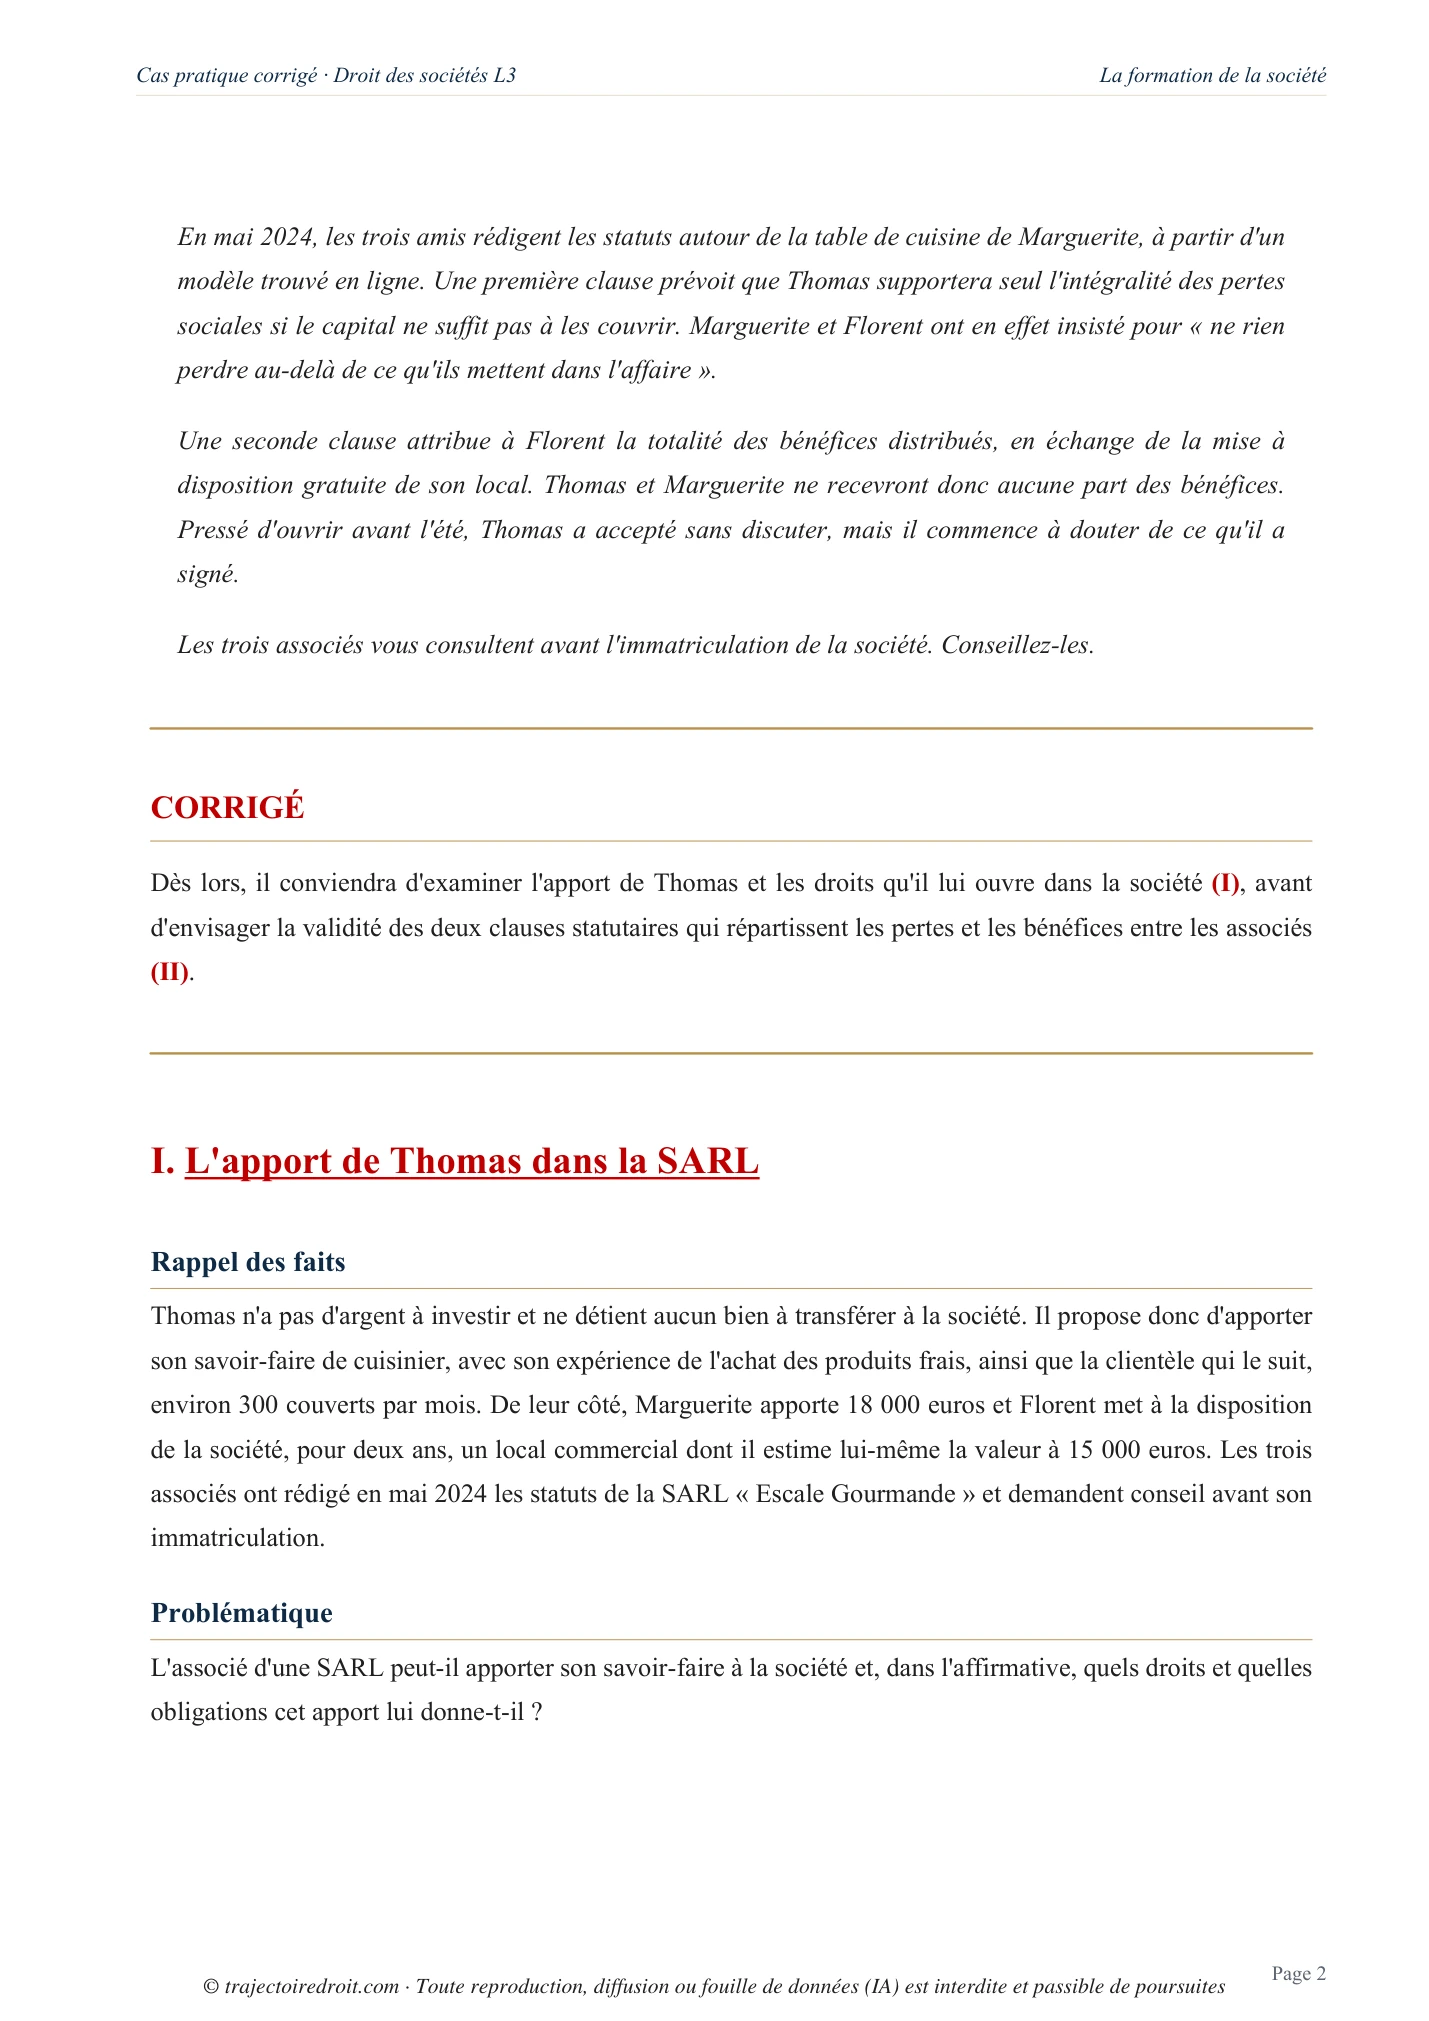 Cas pratique corrigé · Droit des sociétés L3
La formation de la société
En mai 2024, les trois amis rédigent les statuts autour de la table de cuisine de Marguerite, à partir d'un
modèle trouvé en ligne. Une première clause prévoit que Thomas supportera seul l'intégralité des pertes
sociales si le capital ne suffit pas à les couvrir. Marguerite et Florent ont en effet insisté pour « ne rien
perdre au-delà de ce qu'ils mettent dans l'affaire ».
Une seconde clause attribue à Florent la totalité des bénéfices distribués, en échange de la mise à
disposition gratuite de son local. Thomas et Marguerite ne recevront donc aucune part des bénéfices.
Pressé d'ouvrir avant l'été, Thomas a accepté sans discuter, mais il commence à douter de ce qu'il a
signé.
Les trois associés vous consultent avant l'immatriculation de la société. Conseillez-les.
CORRIGÉ
Dès lors, il conviendra d'examiner l'apport de Thomas et les droits qu'il lui ouvre dans la société (I), avant
d'envisager la validité des deux clauses statutaires qui répartissent les pertes et les bénéfices entre les associés
(II).
I. L'apport de Thomas dans la SARL
Rappel des faits
Thomas n'a pas d'argent à investir et ne détient aucun bien à transférer à la société. Il propose donc d'apporter
son savoir-faire de cuisinier, avec son expérience de l'achat des produits frais, ainsi que la clientèle qui le suit,
environ 300 couverts par mois. De leur côté, Marguerite apporte 18 000 euros et Florent met à la disposition
de la société, pour deux ans, un local commercial dont il estime lui-même la valeur à 15 000 euros. Les trois
associés ont rédigé en mai 2024 les statuts de la SARL « Escale Gourmande » et demandent conseil avant son
immatriculation.
Problématique
L'associé d'une SARL peut-il apporter son savoir-faire à la société et, dans l'affirmative, quels droits et quelles
obligations cet apport lui donne-t-il ?
© trajectoiredroit.com · Toute reproduction, diffusion ou fouille de données (IA) est interdite et passible de poursuites
Page 2